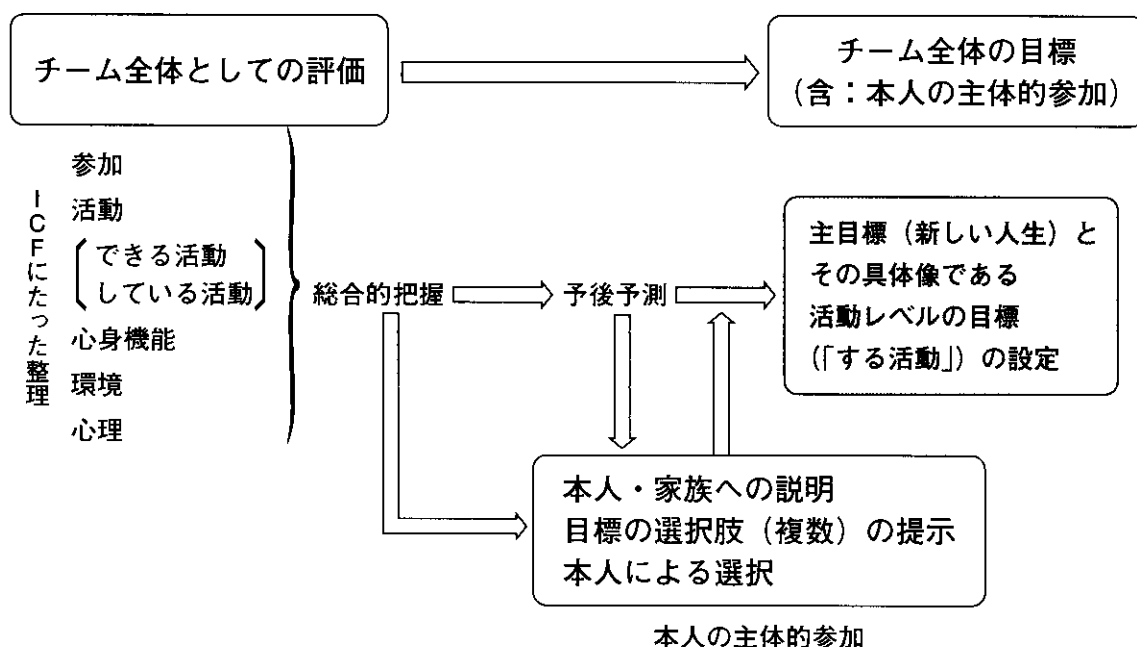 チーム全体としての評価
チーム全体の目標
(含:本人の主体的参加)
ICFにたった整理
参加
活動
できる活動
している活動
心身機能
環境
心理
総合的把握
予後予測
主目標(新しい人生)と
その具体像である
活動レベルの目標
(「する活動」)の設定
本人・家族への説明
目標の選択肢(複数)の提示
本人による選択
本人の主体的参加